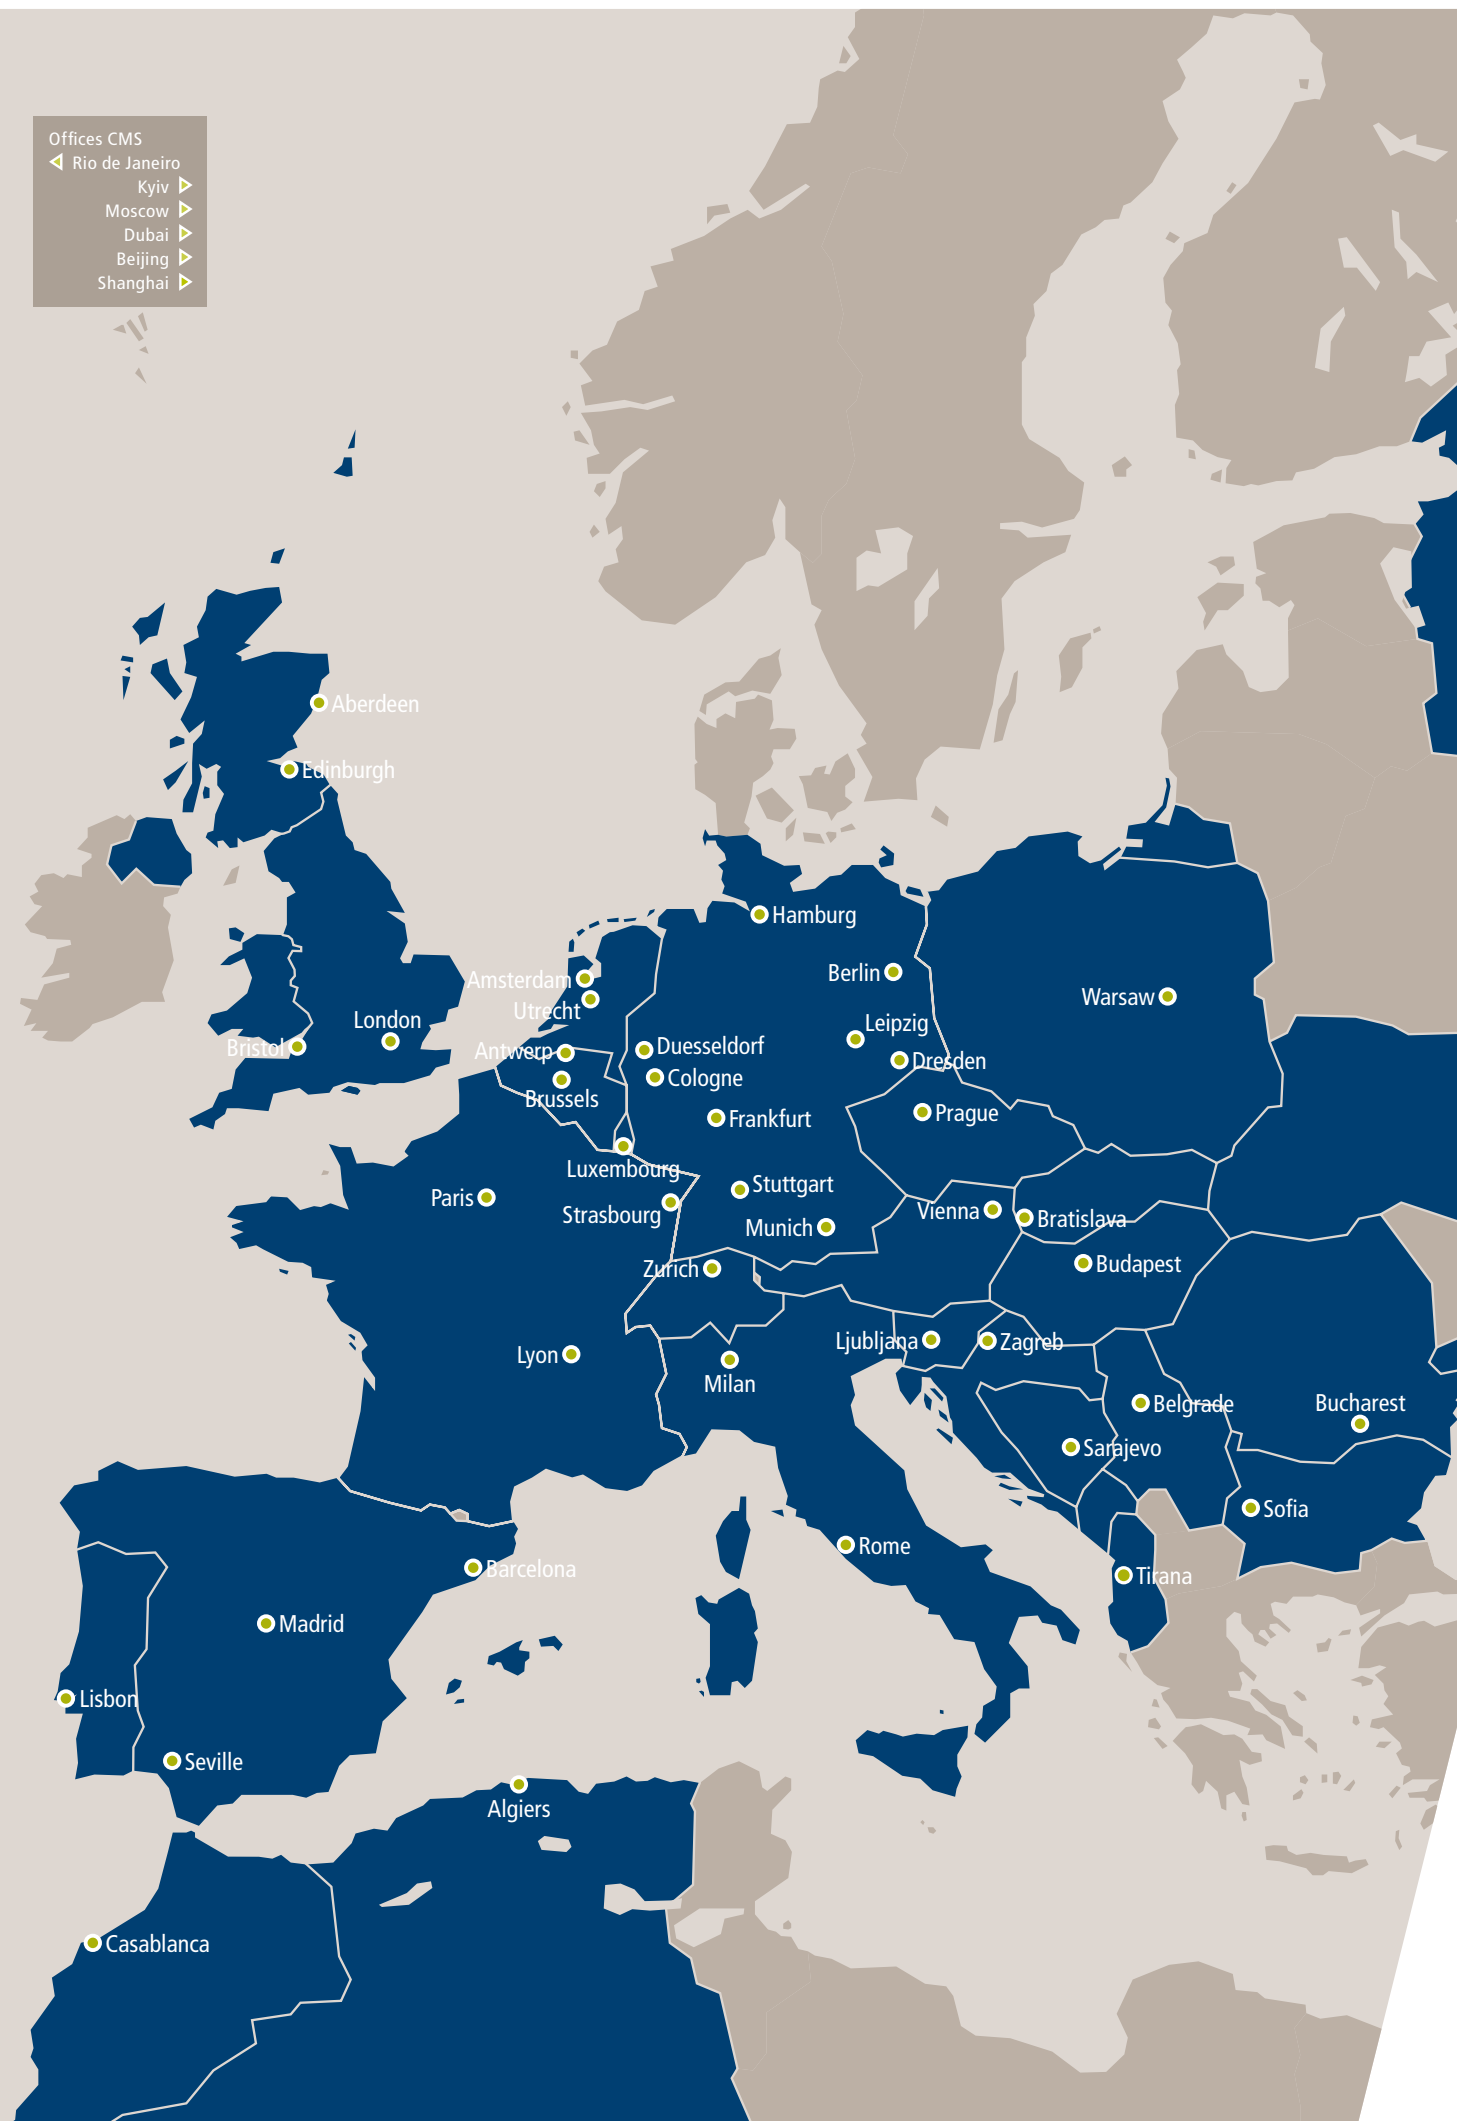 Offices CMS
Rio de Janeiro
Kyiv
Moscow
Dubai
Beijing
Shanghai
Aberdeen
Edinburgh
Hamburg
Berlin
Amsterdam
Warsaw
Utrecht
London
Leipzig
Bristol
Antwerp
Duesseldorf
Dresden
Cologne
Brussels
Prague
Frankfurt
Luxembourg
Stuttgart
Paris
Vienna
Strasbourg
Bratislava
Munich
Budapest
Zurich
Ljubljana
Zagreb
Lyon
Milan
Belgrade
Bucharest
Sarajevo
Sofia
Rome
Barcelona
Tirana
Madrid
Lisbon
Seville
Algiers
Casablanca